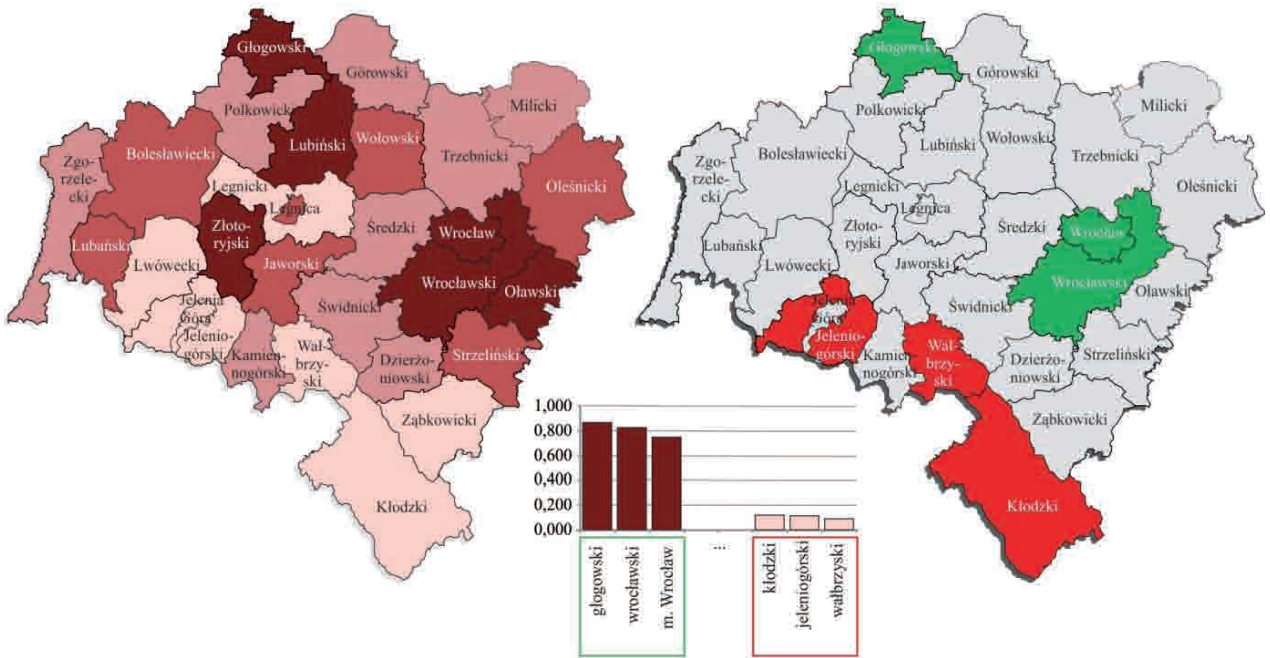 Głogowski
Górowski
Milicki
Polkowicki
Lubiński
Wołowski
Trzebnicki
Bolesławiecki
Zgo-
rzele-
cki
Oleśnicki
Legnicki
Legnica
Złoto-
ryjski
Średzki
Wrocław
Lubański
Lwówecki
Jaworski
Wrocławski
Oławski
Jelenia
Góra
Jelenio-
górski
Świdnicki
Kamien-
nogórski
Wał-
brzy-
ski
Dzierżo-
niowski
Strzeliński
Ząbkowicki
Kłodzki
1,000
0,800
0,600
0,400
0,200
0,000
głogowski
wrocławski
m. Wrocław
...
kłodzki
jeleniogórski
wałbrzyski
Głogowski
Górowski
Milicki
Polkowicki
Lubiński
Wołowski
Trzebnicki
Bolesławiecki
Zgo-
rzele-
cki
Oleśnicki
Legnicki
Legnica
Złoto-
ryjski
Średzki
Wrocław
Lubański
Lwówecki
Jaworski
Wrocławski
Oławski
Jelenia
Góra
Jelenio-
górski
Świdnicki
Kamien-
nogórski
Wał-
brzy-
ski
Dzierżo-
niowski
Strzeliński
Ząbkowicki
Kłodzki